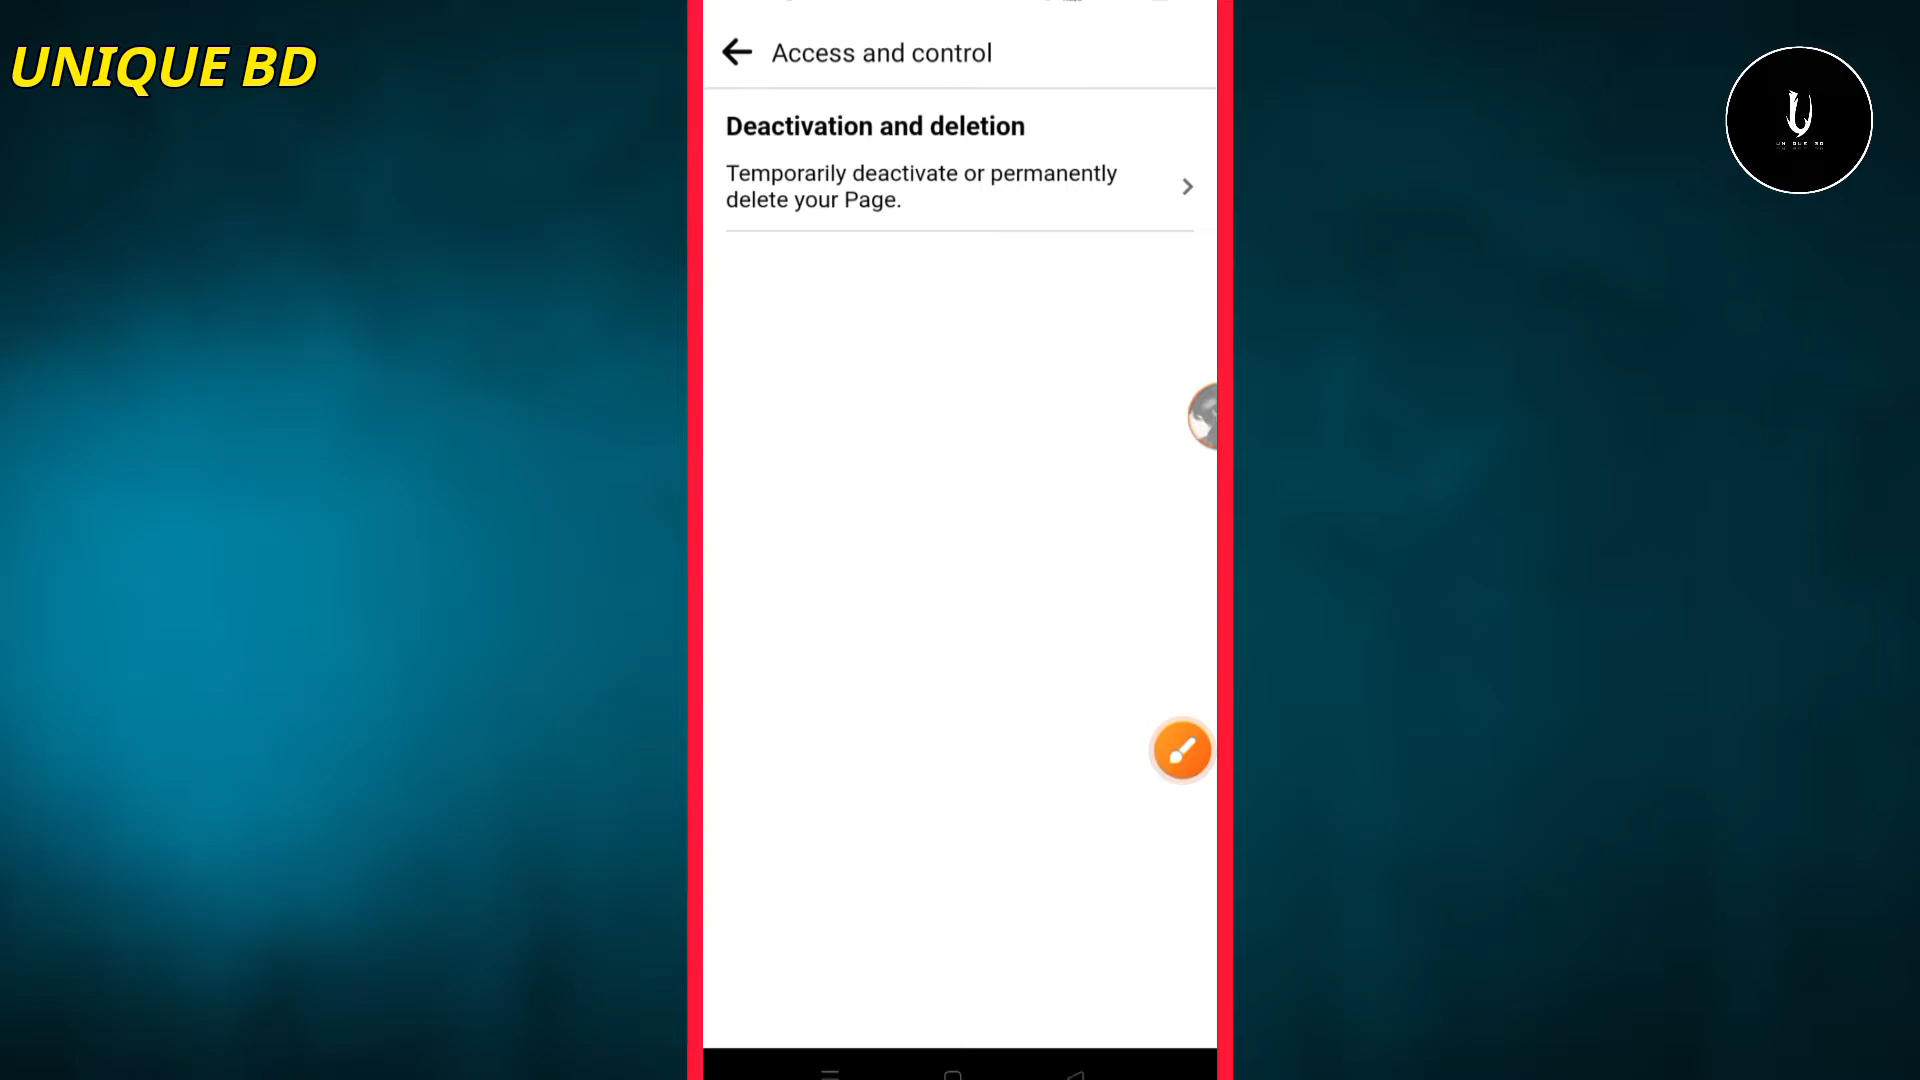 UNIQUE BD
Access and control
Deactivation and deletion
Temporarily deactivate or permanently
delete your Page.